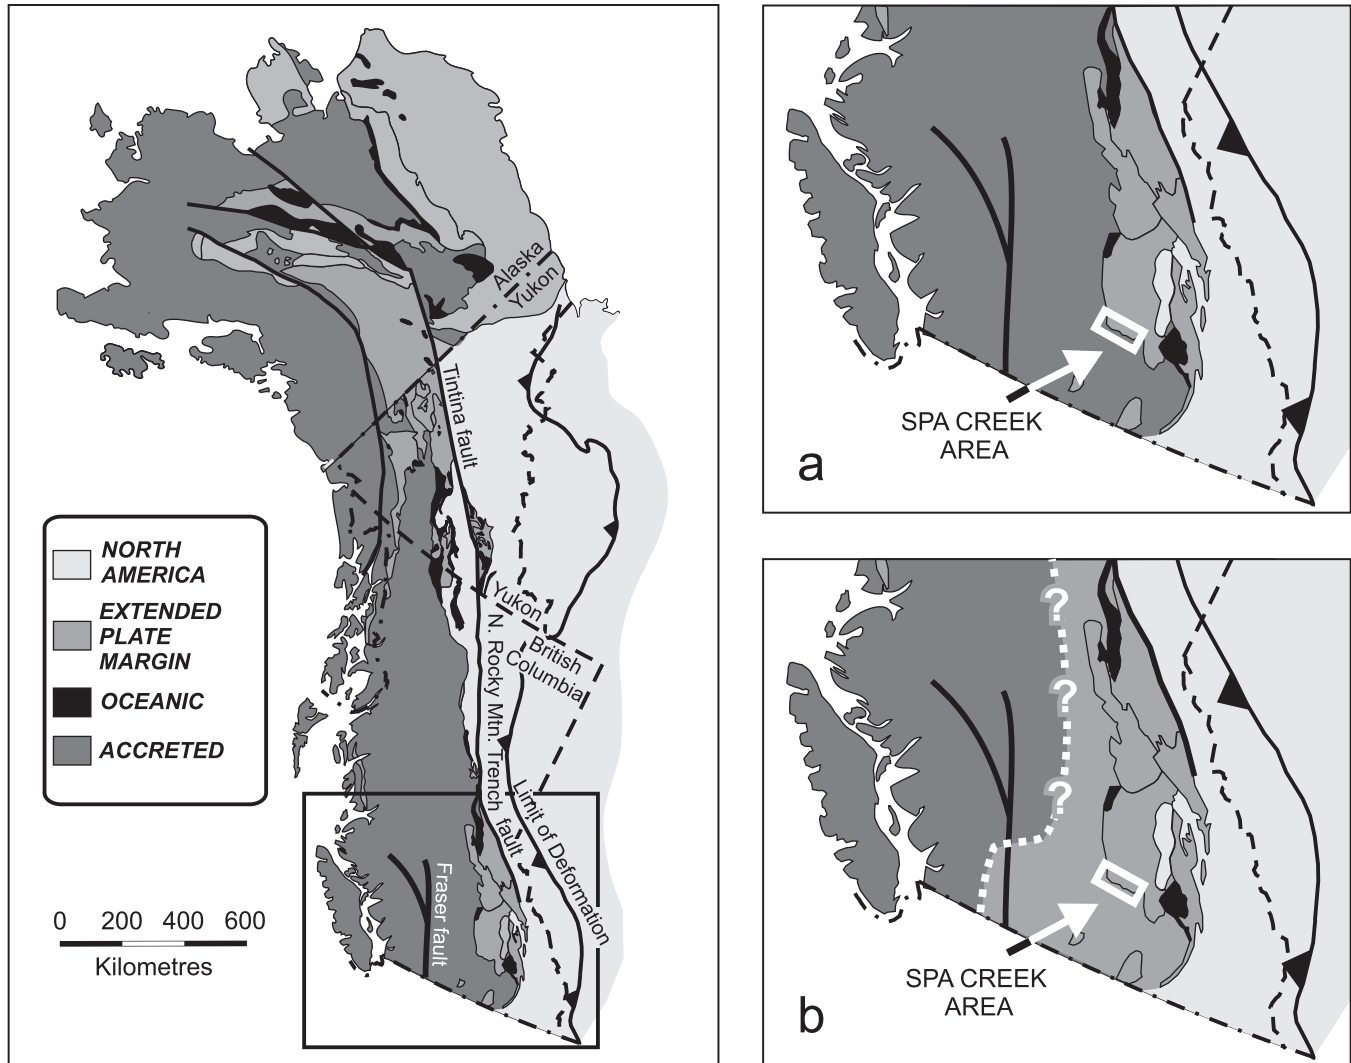 Alaska
Yukon
Tintina fault
NORTH
AMERICA
EXTENDED
PLATE
MARGIN
OCEANIC
ACCRETED
Yukon
British
Columbia
N. Rocky Mtn. Trench fault
Limit of Deformation
Fraser fault
0 200 400 600
Kilometres
SPA CREEK
AREA
a
?
?
?
SPA CREEK
AREA
b